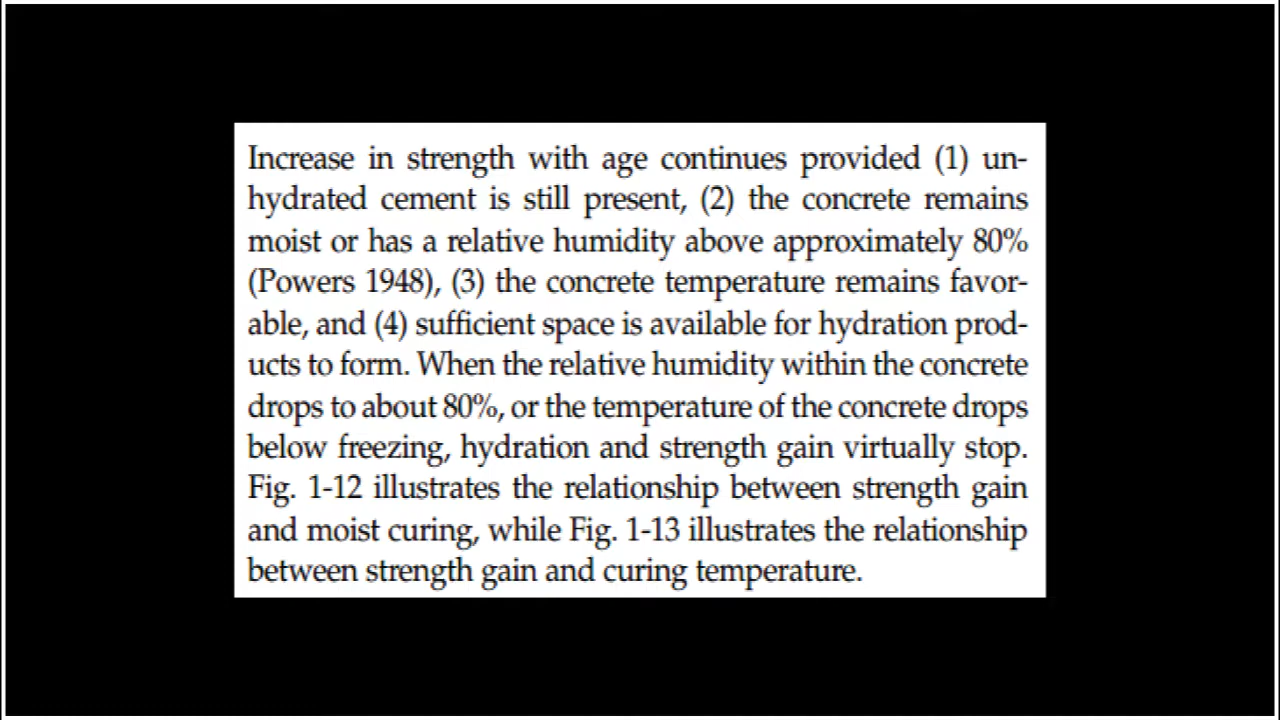 Increase in strength with age continues provided (1) un-
hydrated cement is still present, (2) the concrete remains
moist or has a relative humidity above approximately 80%
(Powers 1948), (3) the concrete temperature remains favor-
able, and (4) sufficient space is available for hydration prod-
ucts to form. When the relative humidity within the concrete
drops to about 80%, or the temperature of the concrete drops
below freezing, hydration and strength gain virtually stop.
Fig. 1-12 illustrates the relationship between strength gain
and moist curing, while Fig. 1-13 illustrates the relationship
between strength gain and curing temperature.